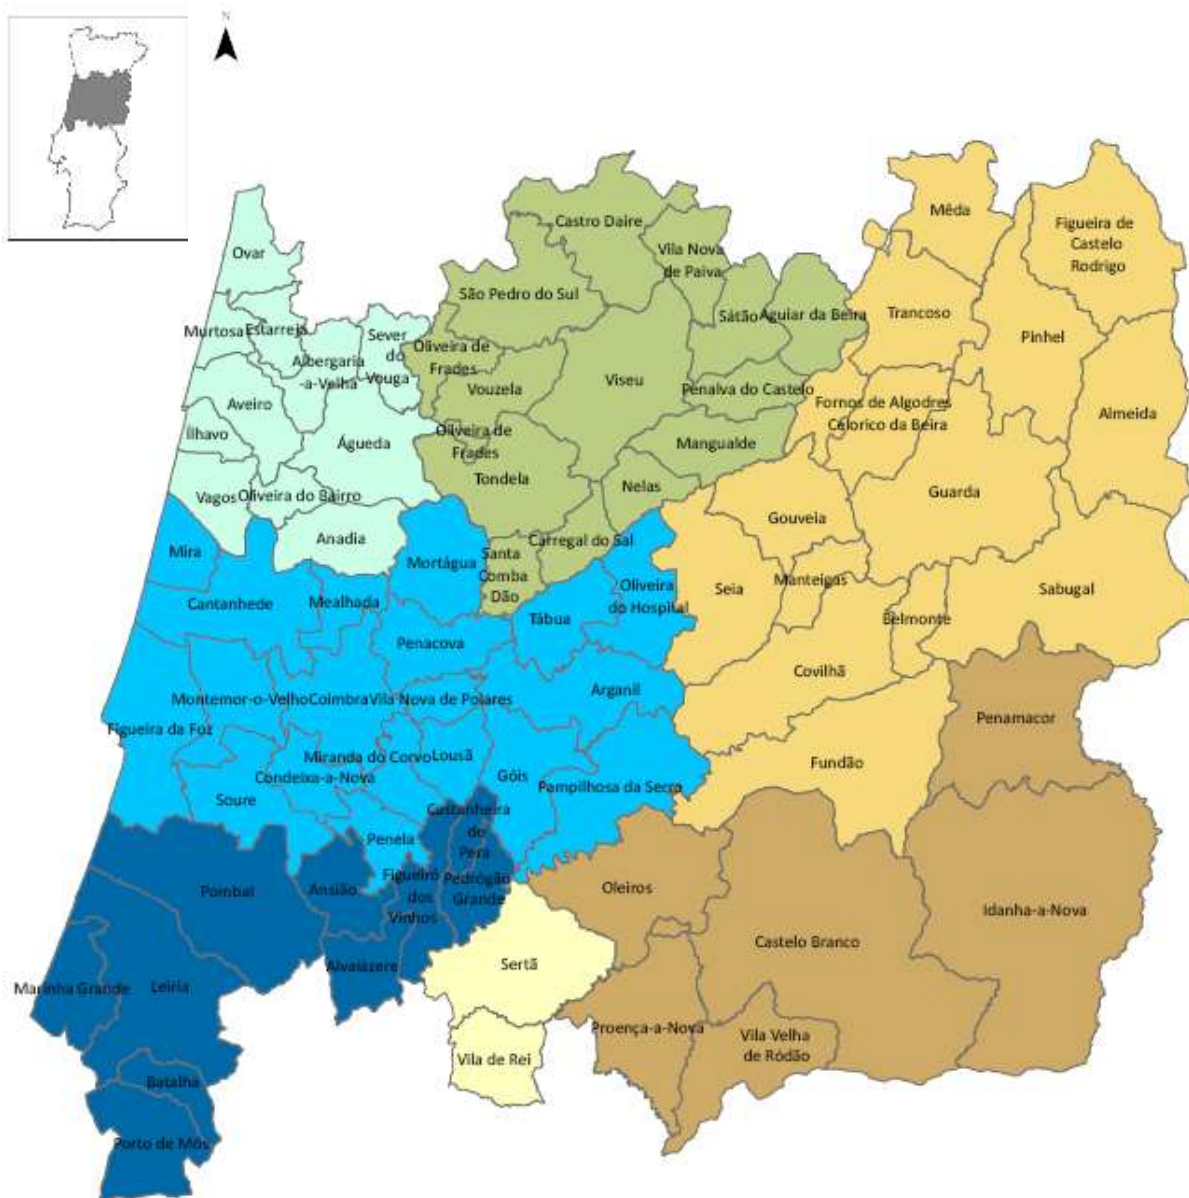 N
Mêda
Figueira de
Castelo
Rodrigo
Castro Daire
Vila Nova
de Paiva
Ovar
São Pedro do Sul
Sátão
Aguiar da Beira
Trancoso
Pinhel
Murtosa
Estarreja
Sever
do
Vouga
Albergaria
-a-Velha
Oliveira de
Frades
Vouzela
Viseu
Penalva do Castelo
Fornos de Algodres
Celorico da Beira
Almeida
Aveiro
Ílhavo
Águeda
Oliveira de
Frades
Mangualde
Tondela
Nelas
Guarda
Vagos
Oliveira do Bairro
Gouveia
Anadia
Carregal do Sal
Mira
Mortágua
Santa
Comba
Dão
Oliveira
do Hospital
Seia
Manteigas
Sabugal
Cantanhede
Mealhada
Tábua
Belmonte
Penacova
Covilhã
Montemor-o-Velho
Coimbra
Vila Nova de Poiares
Arganil
Penamacor
Figueira da Foz
Miranda do Corvo
Lousã
Fundão
Condeixa-a-Nova
Góis
Pampilhosa da Serra
Soure
Castanheira
de
Pera
Penela
Pombal
Ansião
Figueiró
dos
Vinhos
Pedrógão
Grande
Oleiros
Idanha-a-Nova
Castelo Branco
Sertã
Alvaiázere
Marinha Grande
Leiria
Proença-a-Nova
Vila Velha
de Ródão
Vila de Rei
Batalha
Porto de Mós